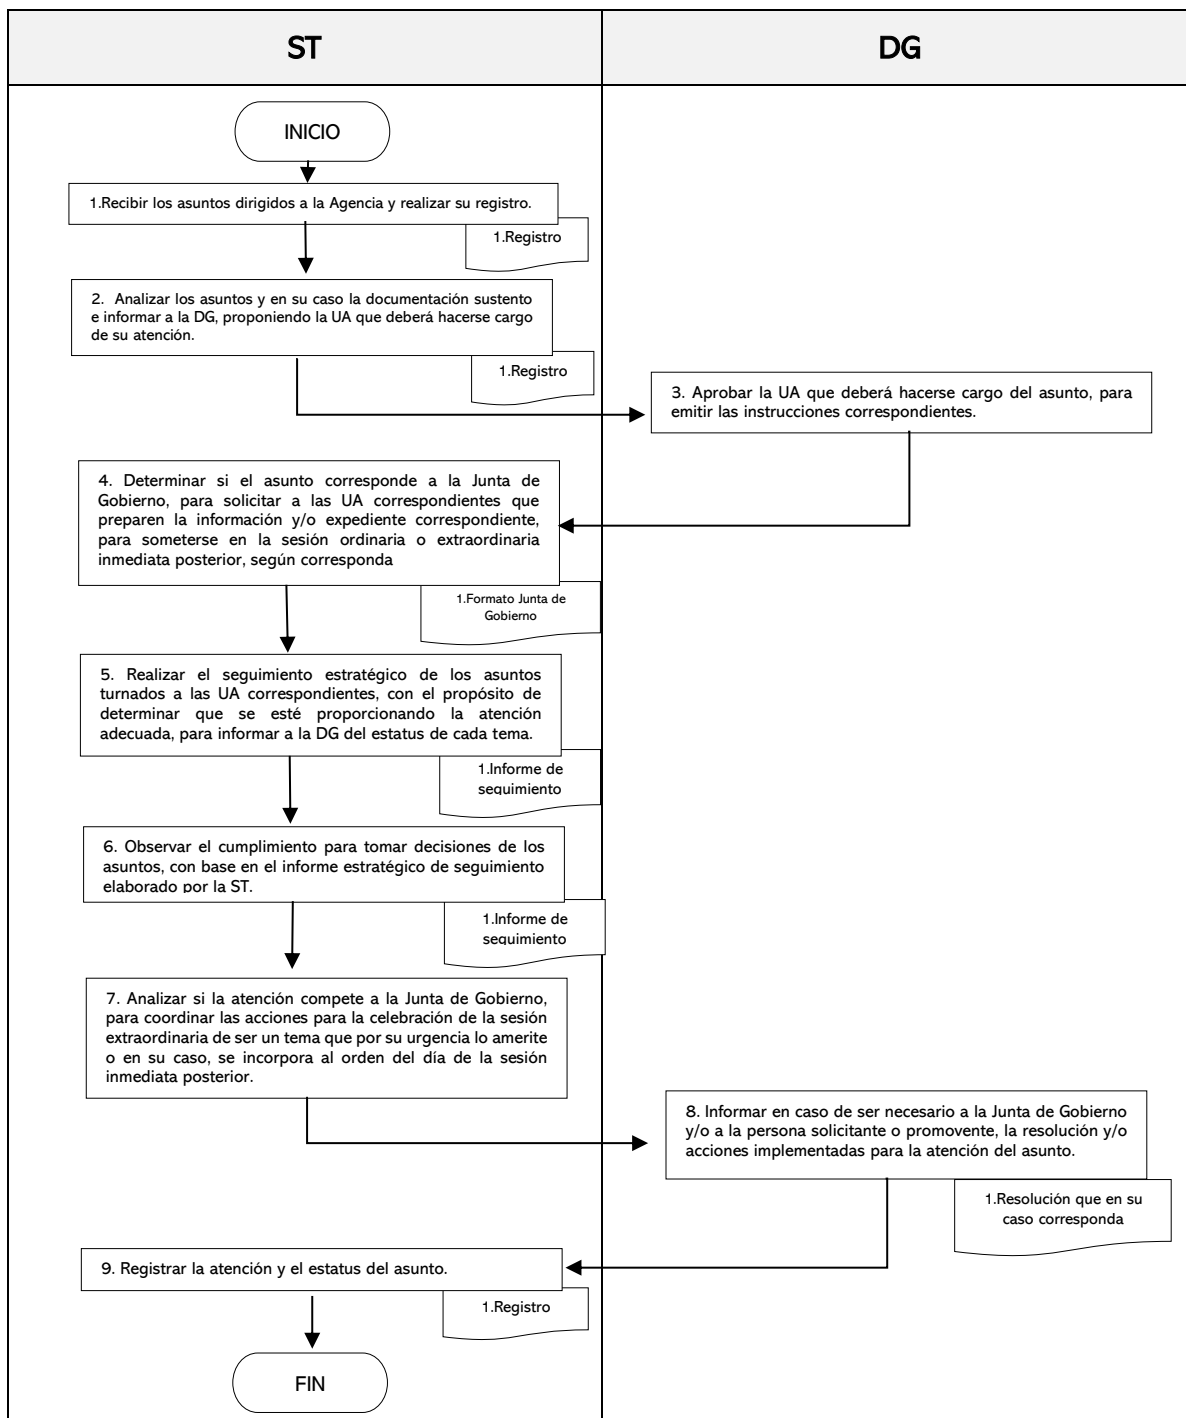 ST
DG
INICIO
1.Recibir los asuntos dirigidos a la Agencia y realizar su registro.
1.Registro
2. Analizar los asuntos y en su caso la documentación sustento
e informar a la DG, proponiendo la UA que deberá hacerse cargo
de su atención.
1.Registro
3. Aprobar la UA que deberá hacerse cargo del asunto, para
emitir las instrucciones correspondientes.
4. Determinar si el asunto corresponde a la Junta de
Gobierno, para solicitar a las UA correspondientes que
preparen la información y/o expediente correspondiente,
para someterse en la sesión ordinaria o extraordinaria
inmediata posterior, según corresponda
1.Formato Junta de
Gobierno
5. Realizar el seguimiento estratégico de los asuntos
turnados a las UA correspondientes, con el propósito de
determinar que se esté proporcionando la atención
adecuada, para informar a la DG del estatus de cada tema.
1.Informe de
seguimiento
6. Observar el cumplimiento para tomar decisiones de los
asuntos, con base en el informe estratégico de seguimiento
elaborado por la ST.
1.Informe de
seguimiento
7. Analizar si la atención compete a la Junta de Gobierno,
para coordinar las acciones para la celebración de la sesión
extraordinaria de ser un tema que por su urgencia lo amerite
o en su caso, se incorpora al orden del día de la sesión
inmediata posterior.
8. Informar en caso de ser necesario a la Junta de Gobierno
y/o a la persona solicitante o promovente, la resolución y/o
acciones implementadas para la atención del asunto.
1.Resolución que en su
caso corresponda
9. Registrar la atención y el estatus del asunto.
1.Registro
FIN